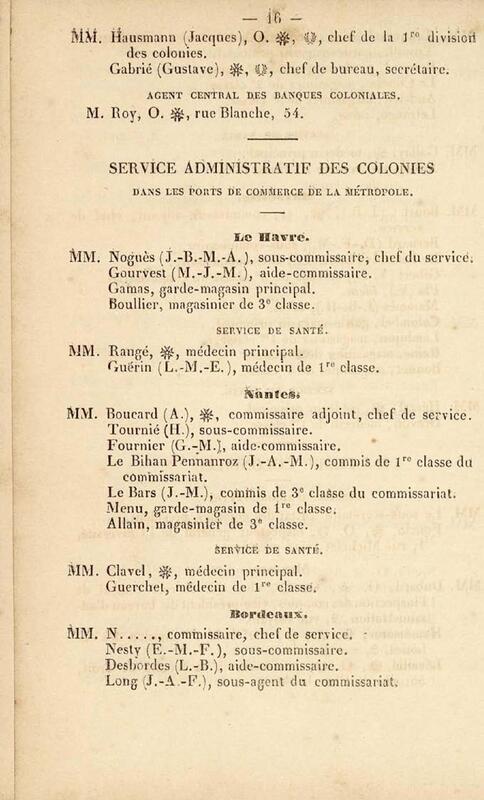 — 16 —
MM. Hausmann (Jacques), O. ❋, ❦, chef de la 1re division
des colonies.
Gabrié (Gustave), ❋, ❦, chef de bureau, secrétaire.
AGENT CENTRAL DES BANQUES COLONIALES.
M. Roy, O. ❋, rue Blanche, 54.
SERVICE ADMINISTRATIF DES COLONIES
DANS LES PORTS DE COMMERCE DE LA MÉTROPOLE.
Le Havre.
MM. Noguès (J.-B.-M.-A.), sous-commissaire, chef du service.
Gourvest (M.-J.-M.), aide-commissaire.
Gamas, garde-magasin principal.
Boullier, magasinier de 3e classe.
SERVICE DE SANTÉ.
MM. Rangé, ❋, médecin principal.
Guérin (L.-M.-E.), médecin de 1re classe.
Nantes.
MM. Boucard (A.), ❋, commissaire adjoint, chef de service.
Tournié (H.), sous-commissaire.
Fournier (G.-M.), aide-commissaire.
Le Bihan Pennanroz (J.-A.-M.), commis de 1re classe du
commissariat.
Le Bars (J.-M.), commis de 3e classe du commissariat.
Menu, garde-magasin de 1re classe.
Allain, magasinier de 3e classe.
SERVICE DE SANTÉ.
MM. Clavel, ❋, médecin principal.
Guerchet, médecin de 1re classe.
Bordeaux.
MM. N....., commissaire, chef de service.
Nesty (E.-M.-F.), sous-commissaire.
Desbordes (L.-B.), aide-commissaire.
Long (J.-A.-F.), sous-agent du commissariat.